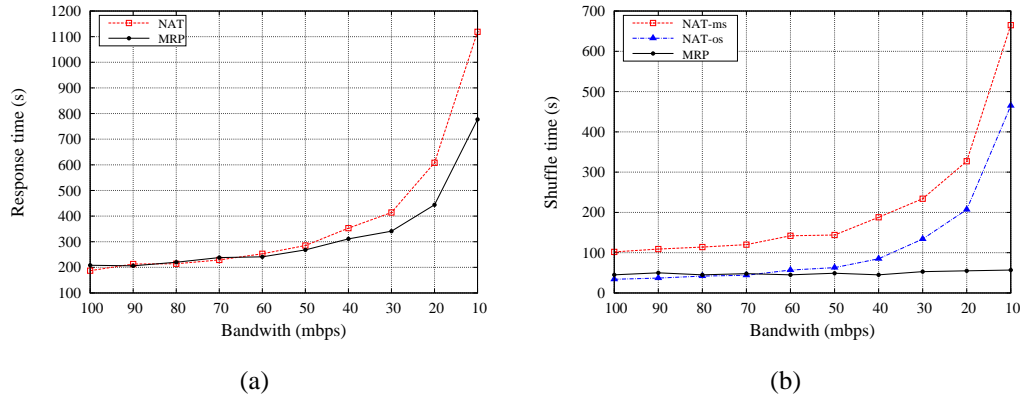 1200
1100
1000
900
800
700
600
500
400
300
200
100
100 90 80 70 60 50 40 30 20 10
Response time (s)
Bandwith (mbps)
NAT
MRP
(a)
700
600
500
400
300
200
100
0
100 90 80 70 60 50 40 30 20 10
Shuffle time (s)
Bandwith (mbps)
NAT-ms
NAT-os
MRP
(b)